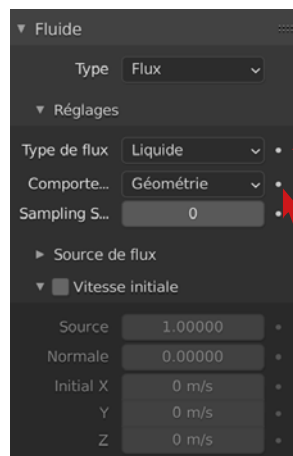 Fluide
Type Flux
Réglages
Type de flux Liquide
Comporte... Géométrie
Sampling S... 0
Source de flux
Vitesse initiale
Source 1.00000
Normale 0.00000
Initial X 0 m/s
Y 0 m/s
Z 0 m/s